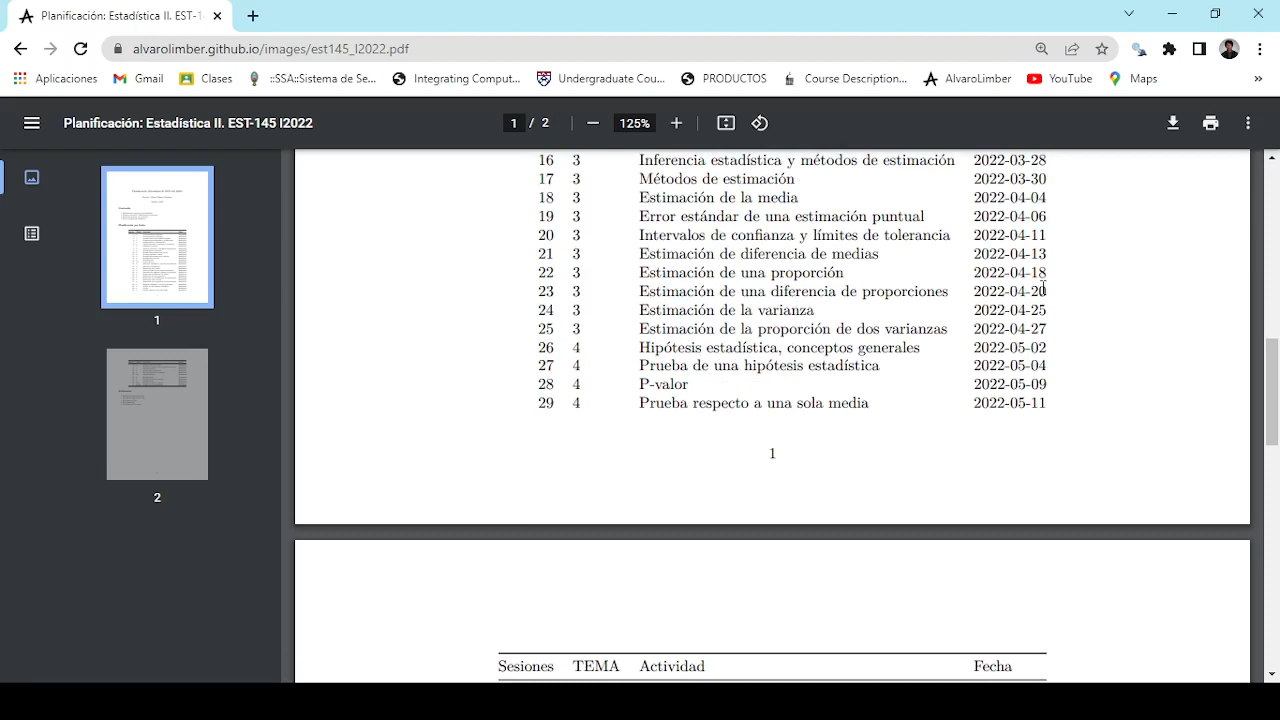 Planificación: Estadística II. EST-1
alvarolimber.github.io/images/est145_I2022.pdf
Aplicaciones
Gmail
Clases
::SSA::Sistema de Se...
Integrating Comput...
Undergraduate Cou...
PRODUCTOS
Course Description...
AlvaroLimber
YouTube
Maps
»
Planificación: Estadística II. EST-145 I2022
1 / 2
125%
16 3 Inferencia estadística y métodos de estimación 2022-03-28
17 3 Métodos de estimación 2022-03-30
18 3 Estimación de la media 2022-04-04
19 3 Error estándar de una estimación puntual 2022-04-06
20 3 Intervalos de confianza y límites de tolerancia 2022-04-11
21 3 Estimación de diferencia de medias 2022-04-13
22 3 Estimación de una proporción 2022-04-18
23 3 Estimación de una diferencia de proporciones 2022-04-20
24 3 Estimación de la varianza 2022-04-25
25 3 Estimación de la proporción de dos varianzas 2022-04-27
26 4 Hipótesis estadística, conceptos generales 2022-05-02
27 4 Prueba de una hipótesis estadística 2022-05-04
28 4 P-valor 2022-05-09
29 4 Prueba respecto a una sola media 2022-05-11
1
Sesiones TEMA Actividad Fecha
1
2